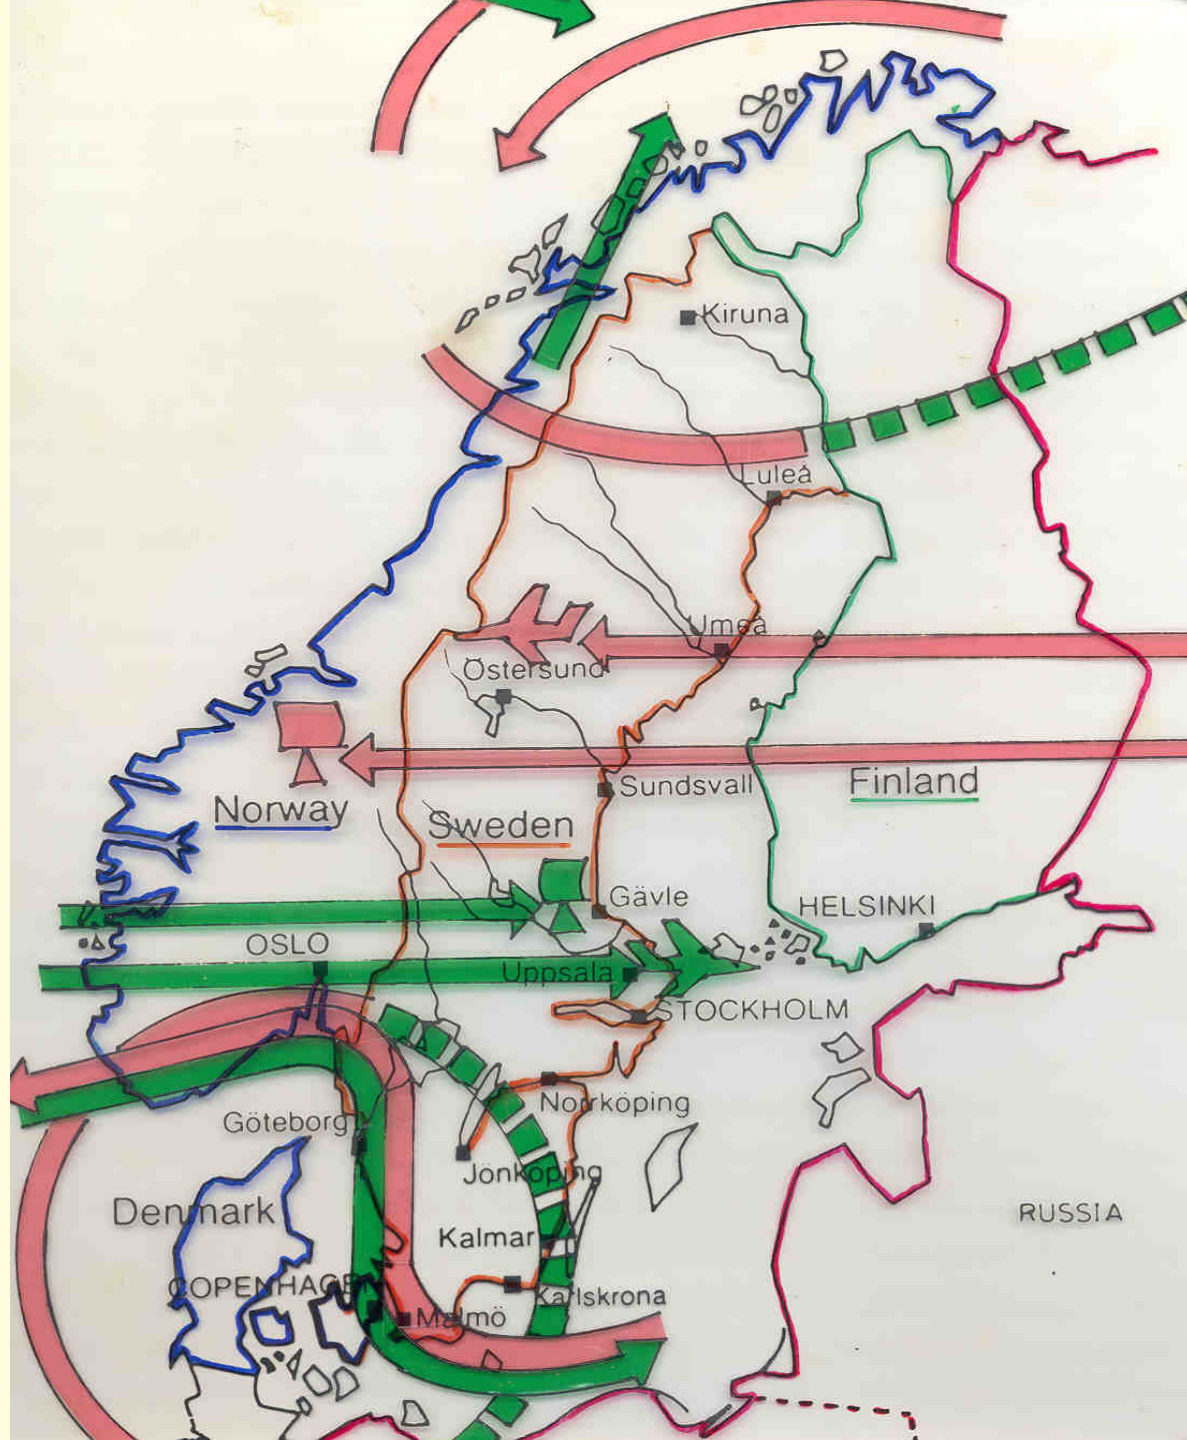 Kiruna
Luleå
Umeå
Östersund
Sundsvall
Finland
Norway
Sweden
Gävle
HELSINKI
OSLO
Uppsala
STOCKHOLM
Norrköping
Göteborg
Jönköping
Denmark
RUSSIA
Kalmar
COPENHAGEN
Karlskrona
Malmö